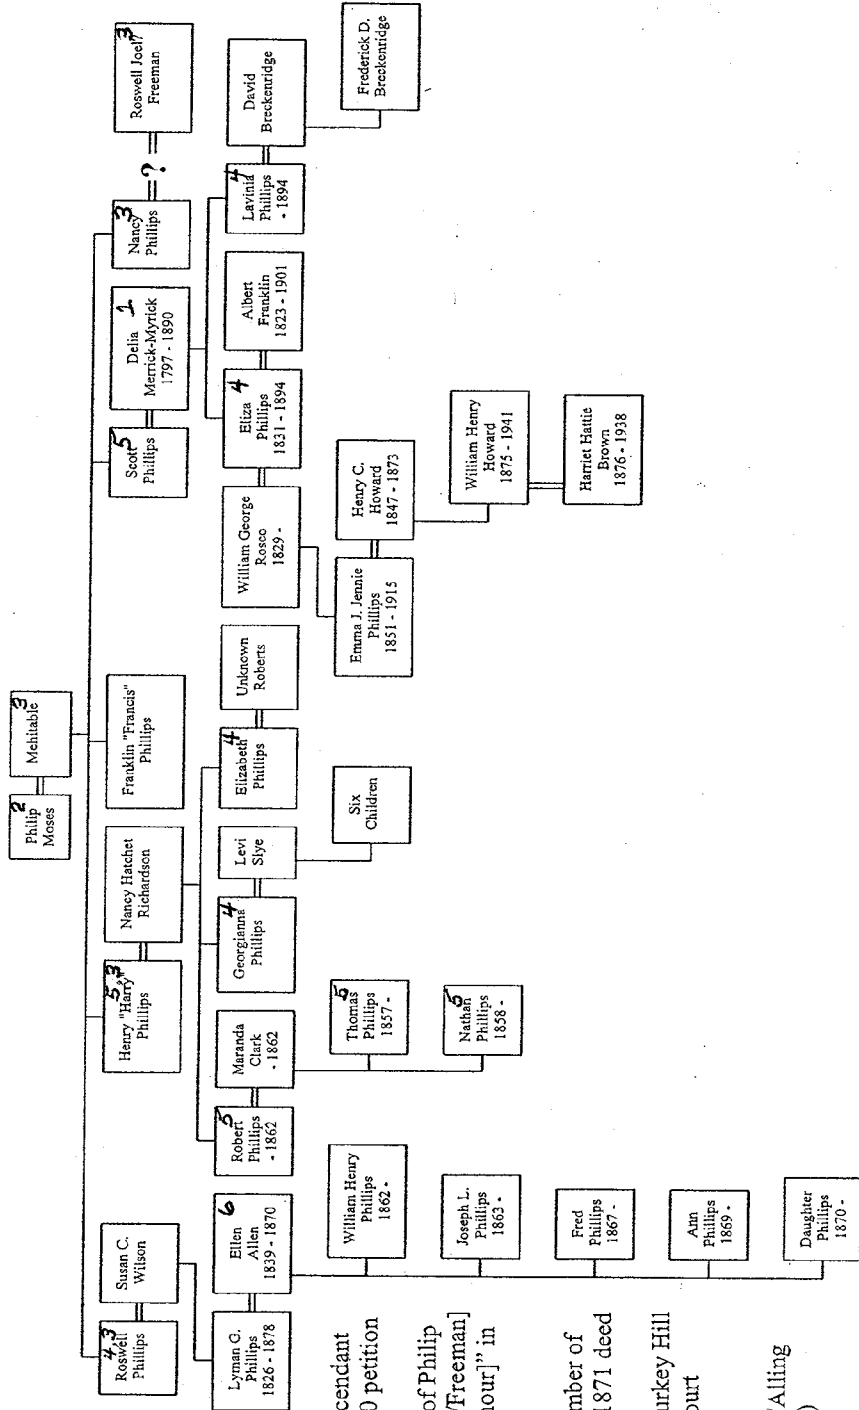 2
Philip
Moses
3
Mehitable
4,3
Roswell
Phillips
Susan C.
Wilson
5,3
Henry "Harry"
Phillips
Nancy Hatchet
Richardson
Franklin "Francis"
Phillips
5
Scott
Phillips
1
Delia
Merrick-Myrick
1797 - 1890
3
Nancy
Phillips
?
3
Roswell Joel?
Freeman
Lyman G.
Phillips
1826 - 1878
6
Ellen
Allen
1839 - 1870
5
Robert
Phillips
- 1862
Maranda
Clark
- 1862
4
Georgianna
Phillips
Levi
Slye
4
Elizabeth
Phillips
Unknown
Roberts
William George
Rosco
1829 -
4
Eliza
Phillips
1831 - 1894
Albert
Franklin
1823 - 1901
4
Lavinia
Phillips
- 1894
David
Breckenridge
William Henry
Phillips
1862 -
5
Thomas
Phillips
1857 -
Six
Children
Emma J. Jennie
Phillips
1851 - 1915
Henry C.
Howard
1847 - 1873
Frederick D.
Breckenridge
Joseph L.
Phillips
1863 -
5
Nathan
Phillips
1858 -
William Henry
Howard
1875 - 1941
Fred
Phillips
1867 -
Harriet Hattie
Brown
1876 - 1938
Ann
Phillips
1869 -
Daughter
Phillips
1870 -
cendant
0 petition
of Philip
/Freeman]
nour]" in
mber of
1871 deed
urkey Hill
ourt
"Alling
)